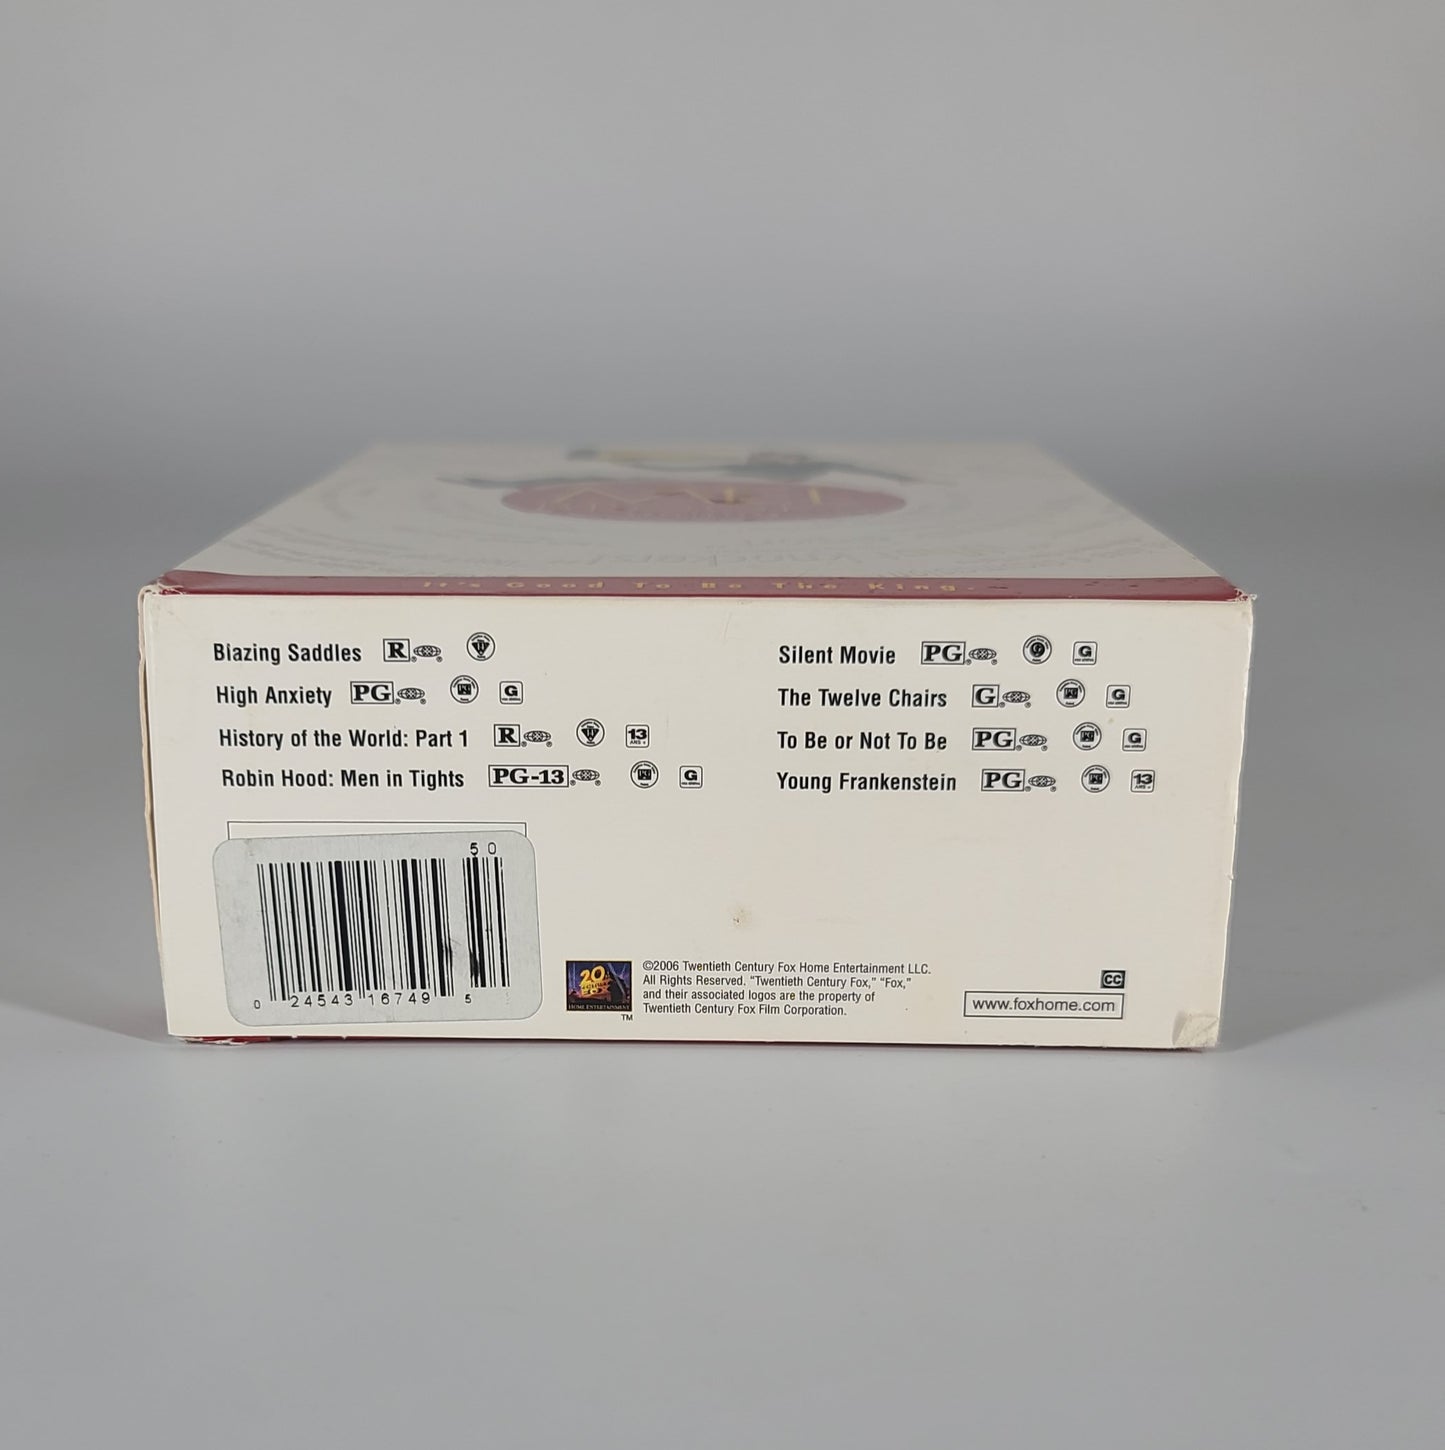 It's Good To Be The King.
Blazing Saddles R
High Anxiety PG G
History of the World: Part 1 R 13
Robin Hood: Men in Tights PG-13 G
Silent Movie PG G
The Twelve Chairs G G
To Be or Not To Be PG G
Young Frankenstein PG 13
50
0 24543 16749 5
20
HOME ENTERTAINMENT
TM
©2006 Twentieth Century Fox Home Entertainment LLC.
All Rights Reserved. "Twentieth Century Fox," "Fox,"
and their associated logos are the property of
Twentieth Century Fox Film Corporation.
CC
www.foxhome.com